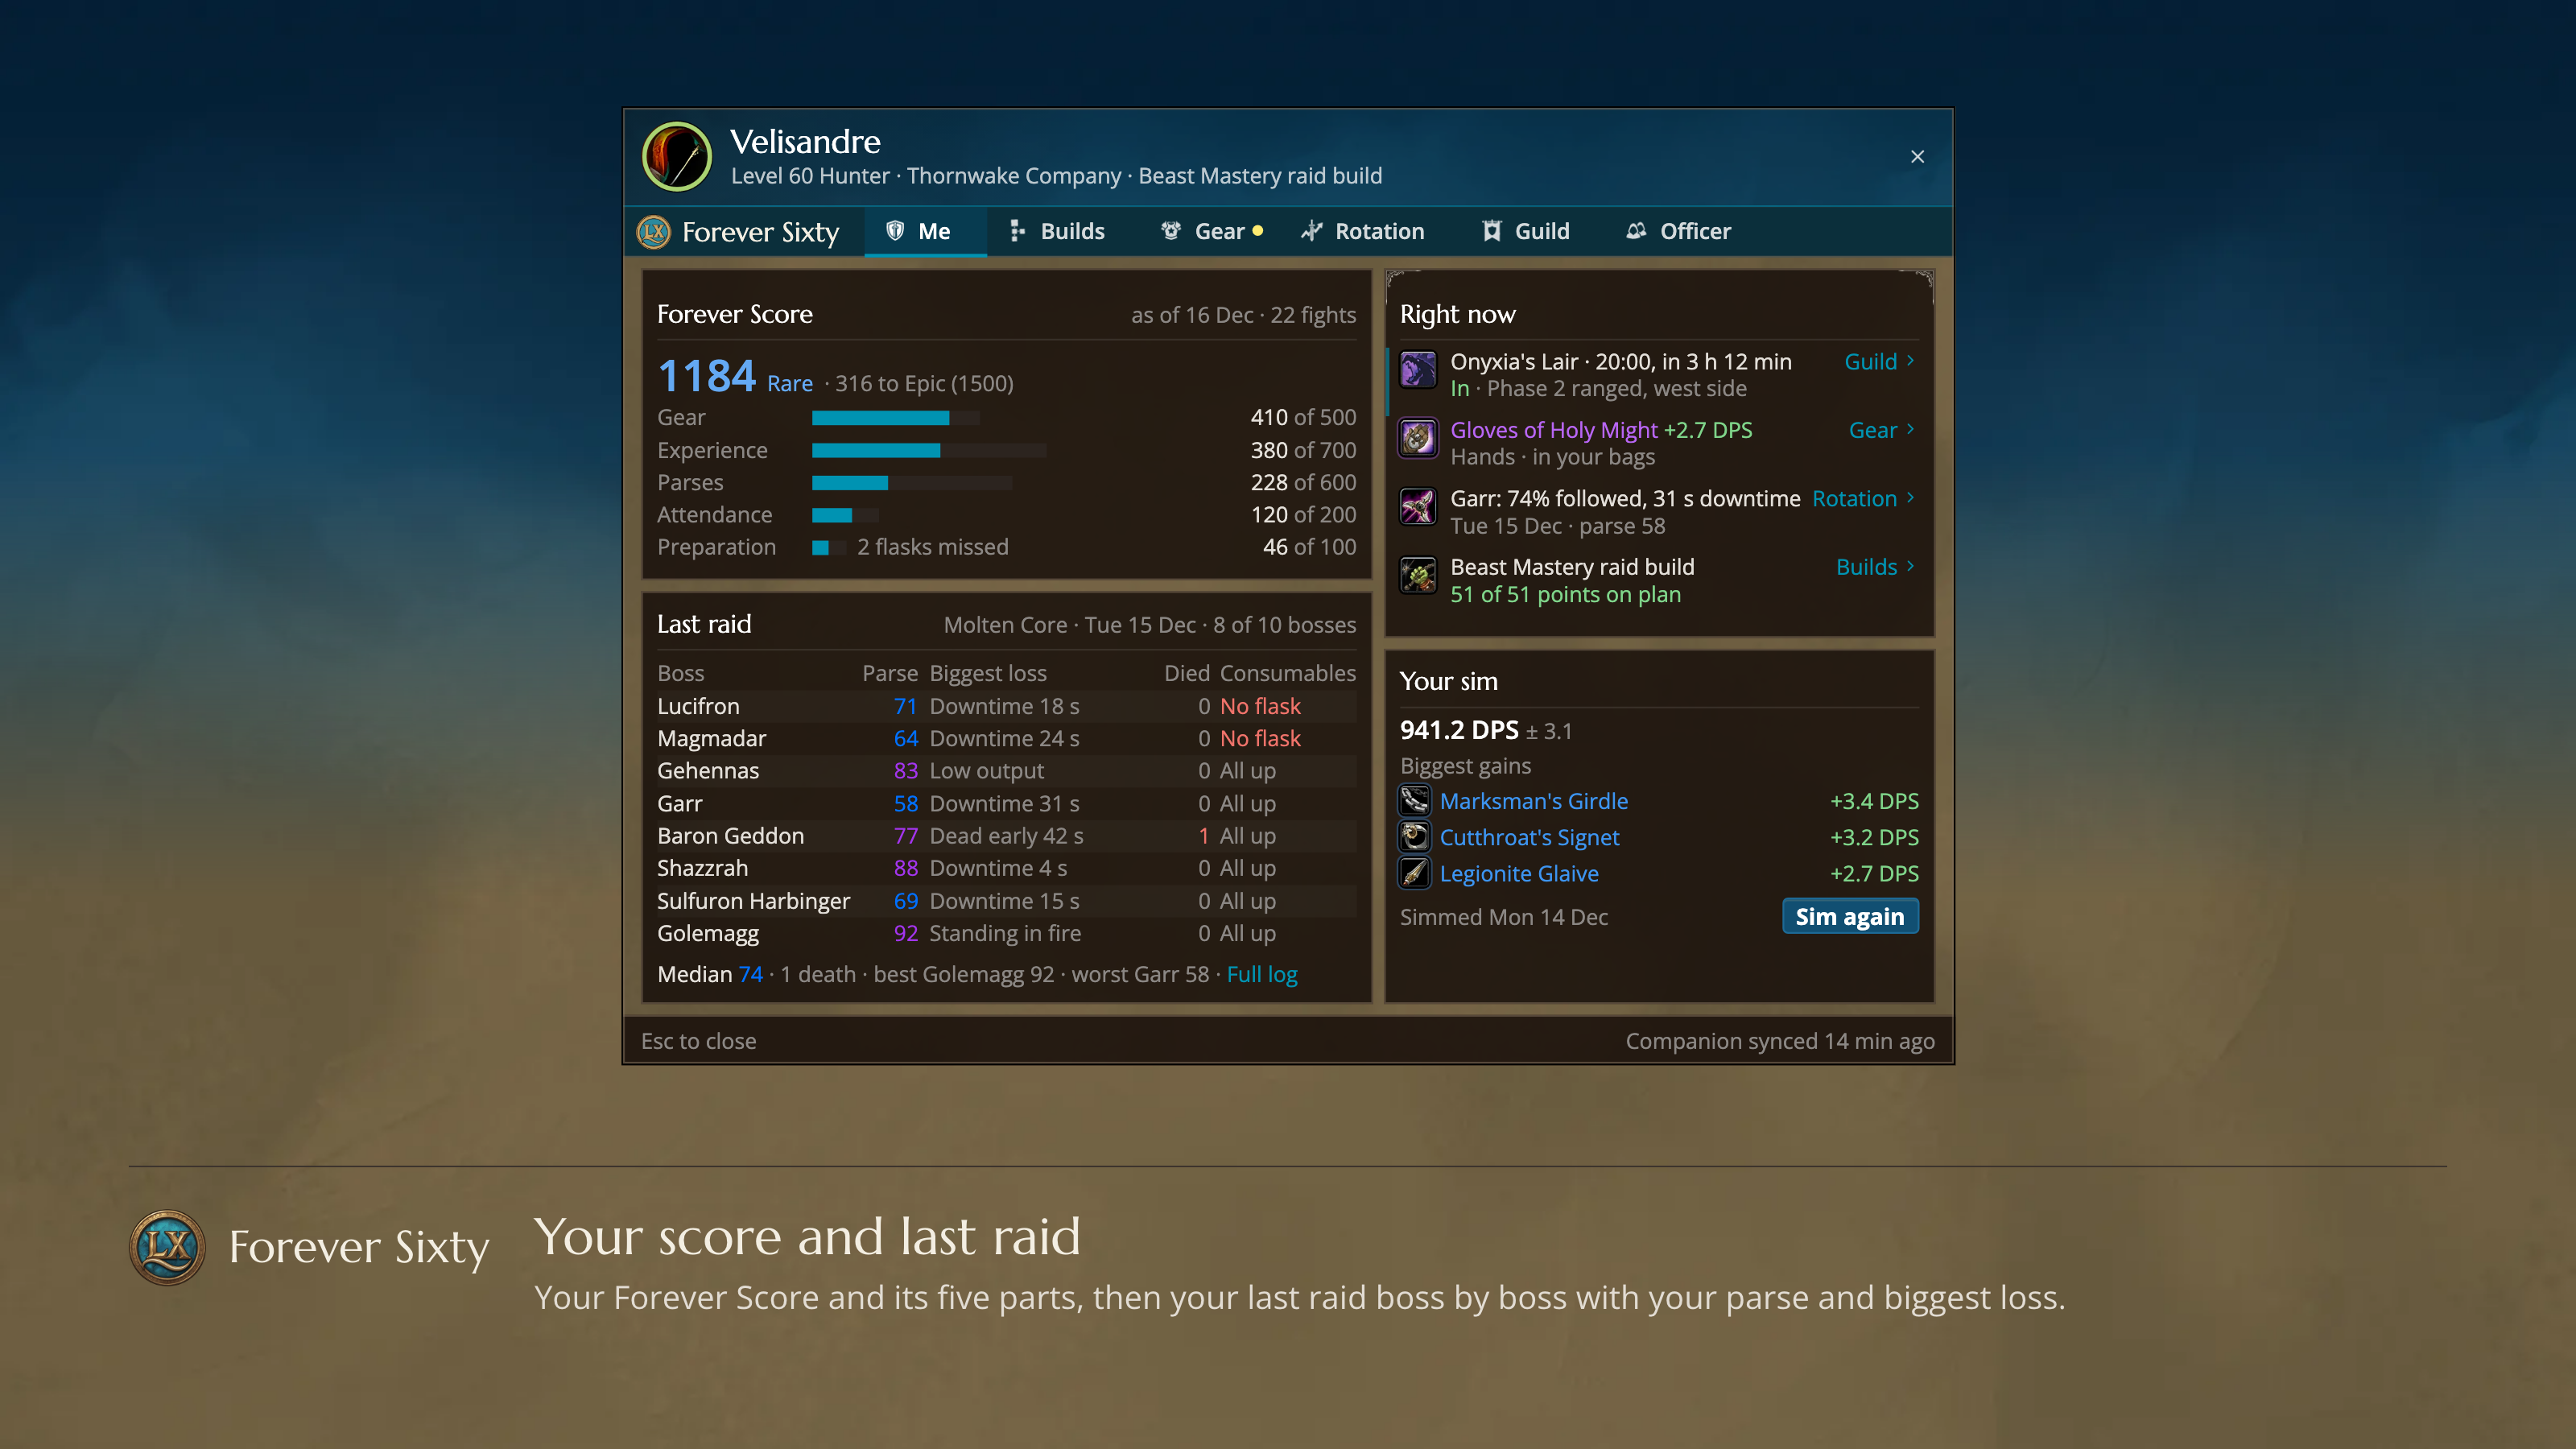 Velisandre
Level 60 Hunter · Thornwake Company · Beast Mastery raid build
×
LX Forever Sixty Me Builds Gear Rotation Guild Officer
Forever Score as of 16 Dec · 22 fights
1184 Rare · 316 to Epic (1500)
Gear 410 of 500
Experience 380 of 700
Parses 228 of 600
Attendance 120 of 200
Preparation 2 flasks missed 46 of 100
Last raid Molten Core · Tue 15 Dec · 8 of 10 bosses
Boss Parse Biggest loss Died Consumables
Lucifron 71 Downtime 18 s 0 No flask
Magmadar 64 Downtime 24 s 0 No flask
Gehennas 83 Low output 0 All up
Garr 58 Downtime 31 s 0 All up
Baron Geddon 77 Dead early 42 s 1 All up
Shazzrah 88 Downtime 4 s 0 All up
Sulfuron Harbinger 69 Downtime 15 s 0 All up
Golemagg 92 Standing in fire 0 All up
Median 74 · 1 death · best Golemagg 92 · worst Garr 58 · Full log
Right now
Onyxia's Lair · 20:00, in 3 h 12 min Guild ›
In · Phase 2 ranged, west side
Gloves of Holy Might +2.7 DPS Gear ›
Hands · in your bags
Garr: 74% followed, 31 s downtime Rotation ›
Tue 15 Dec · parse 58
Beast Mastery raid build Builds ›
51 of 51 points on plan
Your sim
941.2 DPS ± 3.1
Biggest gains
Marksman's Girdle +3.4 DPS
Cutthroat's Signet +3.2 DPS
Legionite Glaive +2.7 DPS
Simmed Mon 14 Dec Sim again
Esc to close Companion synced 14 min ago
LX Forever Sixty
Your score and last raid
Your Forever Score and its five parts, then your last raid boss by boss with your parse and biggest loss.